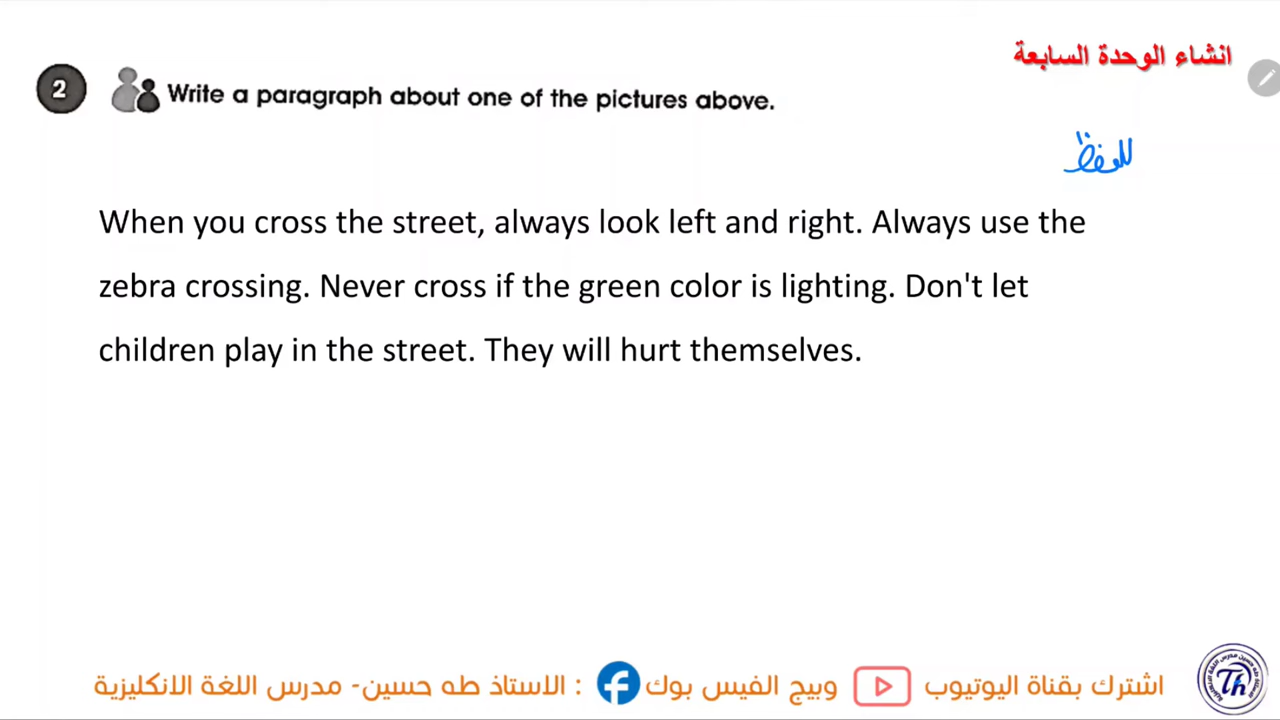 انشاء الوحدة السابعة
2 Write a paragraph about one of the pictures above.
للحفظ
When you cross the street, always look left and right. Always use the
zebra crossing. Never cross if the green color is lighting. Don't let
children play in the street. They will hurt themselves.
اشترك بقناة اليوتيوب وبيج الفيس بوك : الاستاذ طه حسين- مدرس اللغة الانكليزية
Th